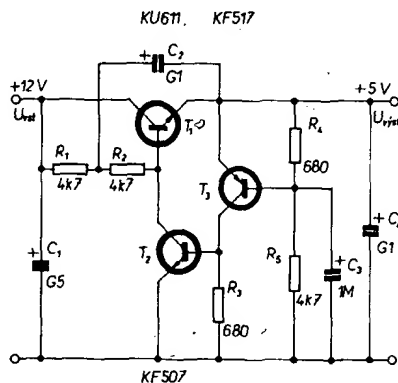 KU611 KF517
+ C2
G1
+12 V
+5 V
Uvst
Uvýst
T1
R1
4k7
R2
4k7
R4
680
T3
T2
+ C1
G5
R3
680
R5
4k7
+ C3
1M
+ C
G1
KF507